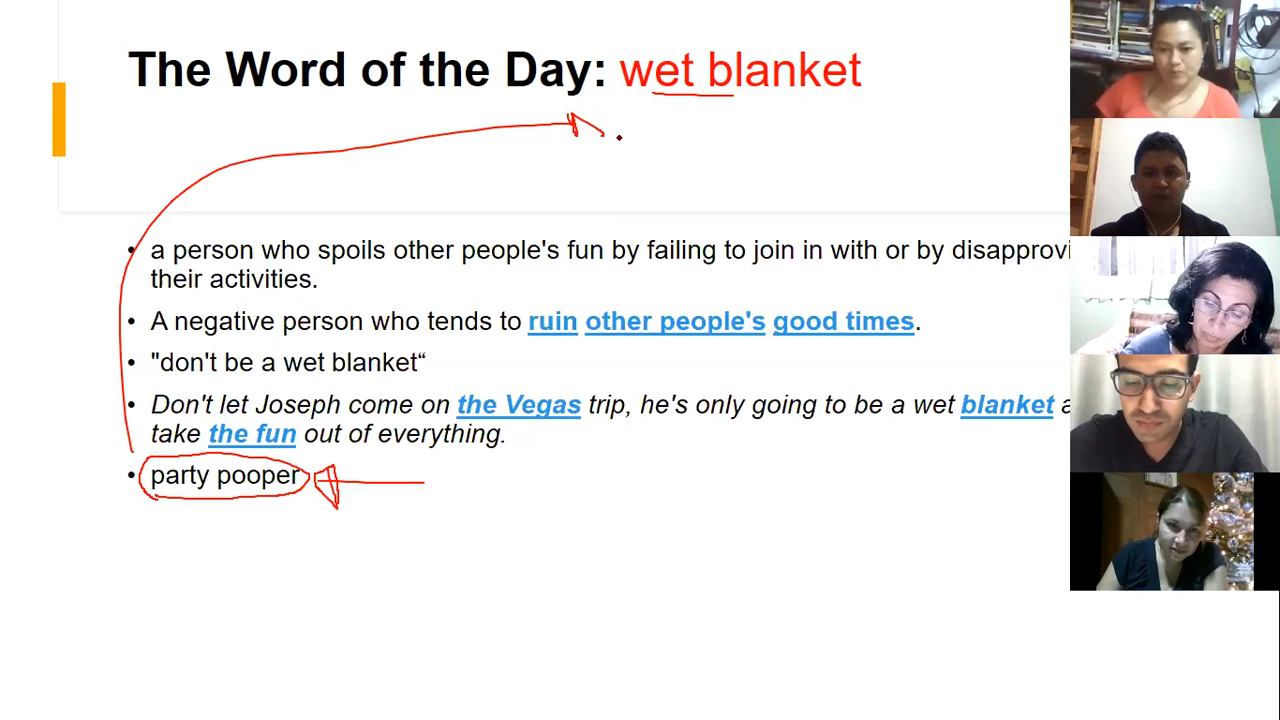 The Word of the Day: wet blanket
• a person who spoils other people's fun by failing to join in with or by
their activities.
• A negative person who tends to ruin other people's good times.
• "don't be a wet blanket“
• Don't let Joseph come on the Vegas trip, he's only going to be a wet blanket
take the fun out of everything.
• party pooper